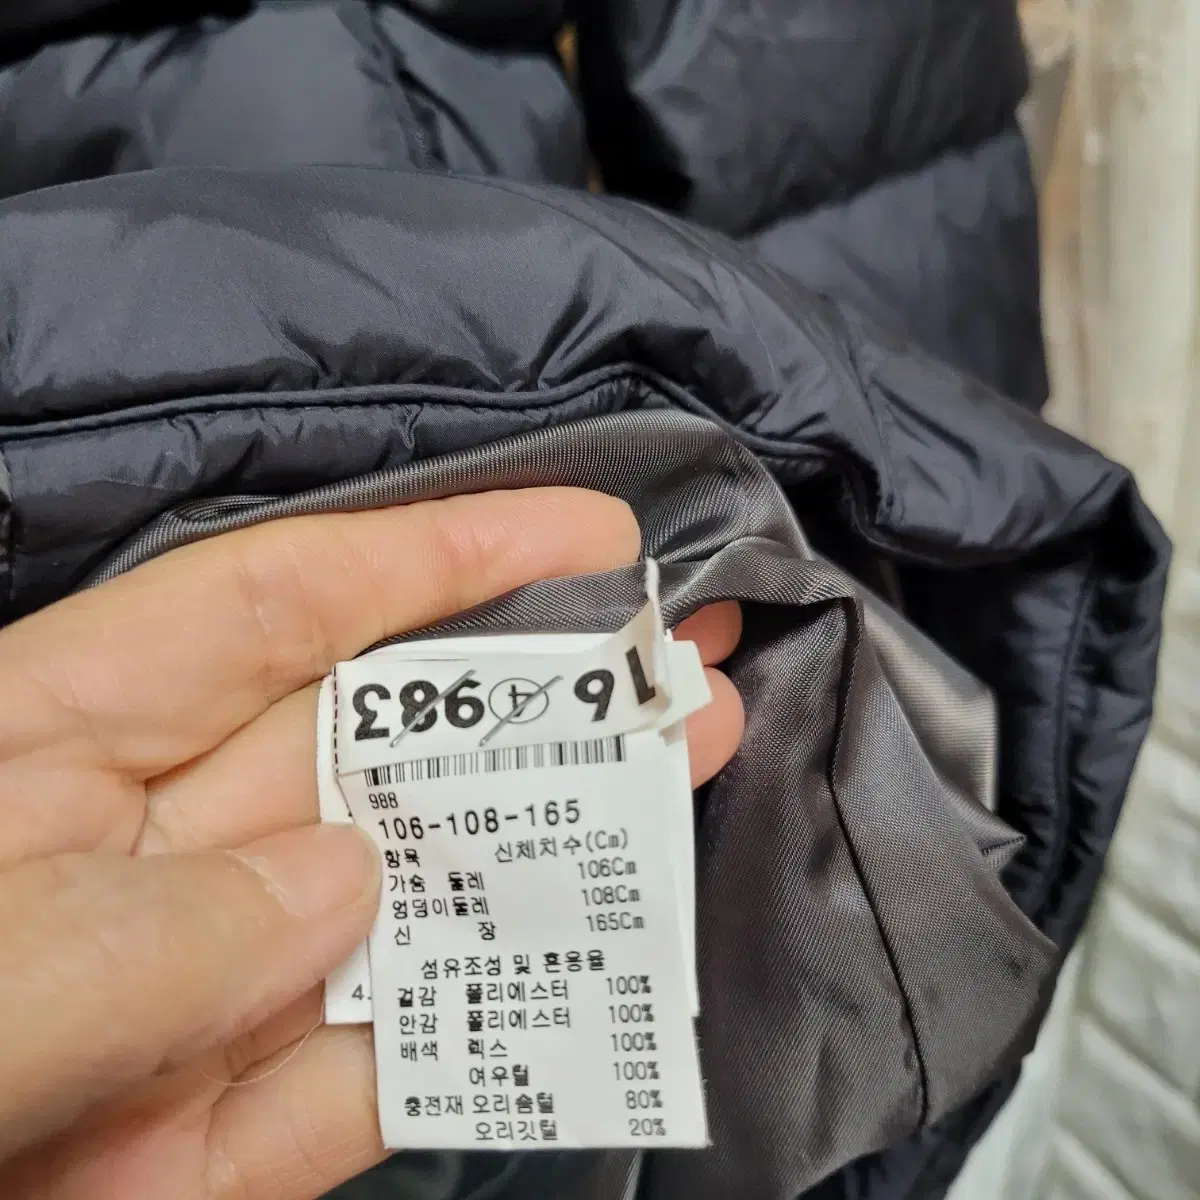 16 ④ 983
988
106-108-165
항목 신체치수(Cm)
가슴 둘레 106Cm
엉덩이둘레 108Cm
신 장 165Cm
섬유조성 및 혼용율
겉감 폴리에스터 100%
안감 폴리에스터 100%
배색 렉스 100%
여우털 100%
충전재 오리솜털 80%
오리깃털 20%
4.